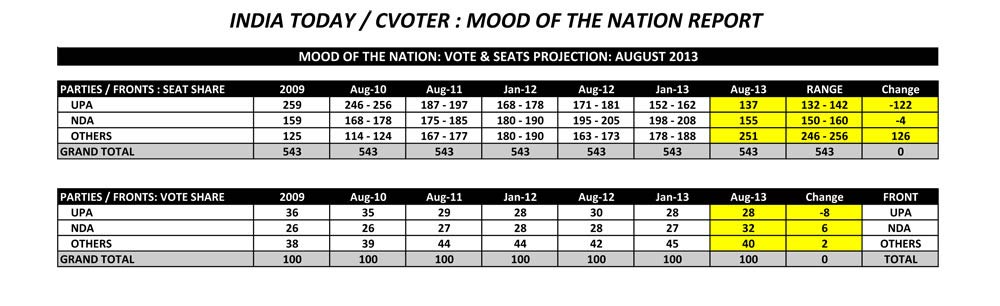 INDIA TODAY / CVOTER : MOOD OF THE NATION REPORT
MOOD OF THE NATION: VOTE & SEATS PROJECTION: AUGUST 2013
PARTIES / FRONTS : SEAT SHARE 2009 Aug-10 Aug-11 Jan-12 Aug-12 Jan-13 Aug-13 RANGE Change
UPA 259 246 - 256 187 - 197 168 - 178 171 - 181 152 - 162 137 132 - 142 -122
NDA 159 168 - 178 175 - 185 180 - 190 195 - 205 198 - 208 155 150 - 160 -4
OTHERS 125 114 - 124 167 - 177 180 - 190 163 - 173 178 - 188 251 246 - 256 126
GRAND TOTAL 543 543 543 543 543 543 543 543 0
PARTIES / FRONTS: VOTE SHARE 2009 Aug-10 Aug-11 Jan-12 Aug-12 Jan-13 Aug-13 Change FRONT
UPA 36 35 29 28 30 28 28 -8 UPA
NDA 26 26 27 28 28 27 32 6 NDA
OTHERS 38 39 44 44 42 45 40 2 OTHERS
GRAND TOTAL 100 100 100 100 100 100 100 0 TOTAL